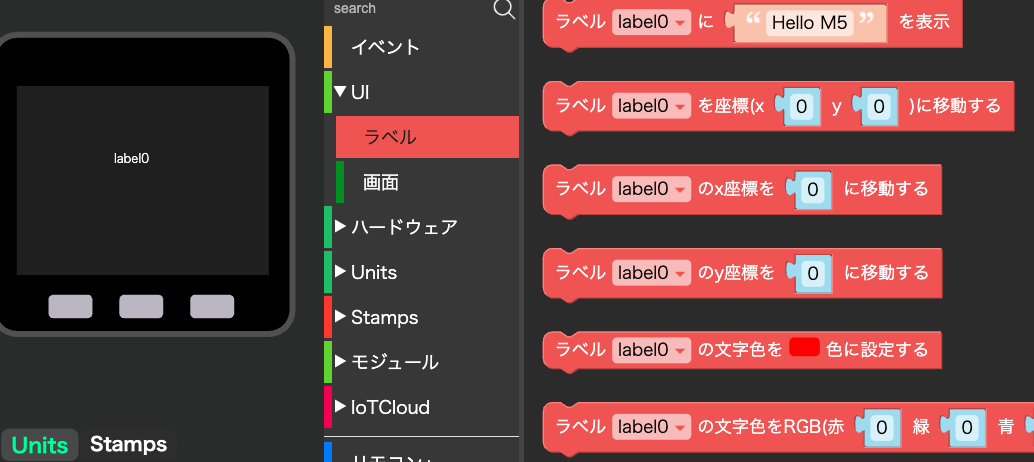 label0
Units Stamps
search
イベント
▼UI
ラベル
画面
▶ハードウェア
▶Units
▶Stamps
▶モジュール
▶IoTCloud
ラベル label0 に “ Hello M5 ” を表示
ラベル label0 を座標(x 0 y 0 )に移動する
ラベル label0 のx座標を 0 に移動する
ラベル label0 のy座標を 0 に移動する
ラベル label0 の文字色を 色に設定する
ラベル label0 の文字色をRGB(赤 0 緑 0 青